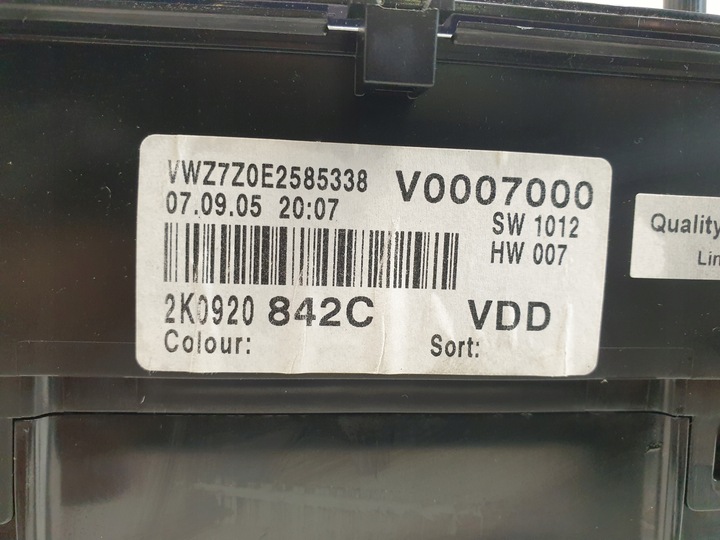 VWZ7Z0E2585338 V0007000
07.09.05 20:07 SW 1012
HW 007
2K0920 842C VDD
Colour: Sort:
Quality